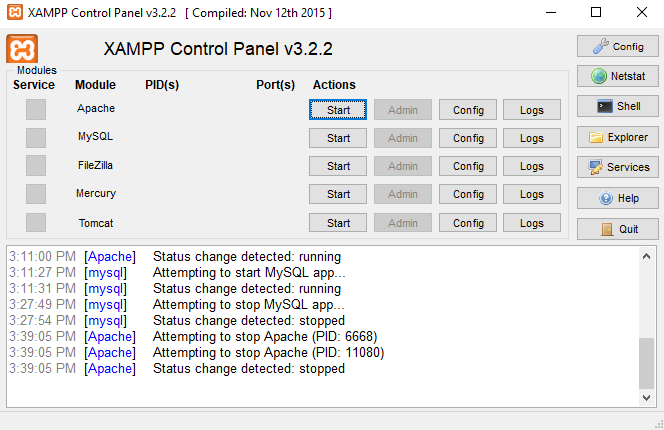 XAMPP Control Panel v3.2.2 [ Compiled: Nov 12th 2015 ]
XAMPP Control Panel v3.2.2
Config
Modules
Service Module PID(s) Port(s) Actions
Netstat
Apache Start Admin Config Logs
Shell
MySQL Start Admin Config Logs
Explorer
FileZilla Start Admin Config Logs
Services
Mercury Start Admin Config Logs
Help
Tomcat Start Admin Config Logs
Quit
3:11:00 PM [Apache] Status change detected: running
3:11:27 PM [mysql] Attempting to start MySQL app...
3:11:31 PM [mysql] Status change detected: running
3:27:49 PM [mysql] Attempting to stop MySQL app...
3:27:54 PM [mysql] Status change detected: stopped
3:39:05 PM [Apache] Attempting to stop Apache (PID: 6668)
3:39:05 PM [Apache] Attempting to stop Apache (PID: 11080)
3:39:05 PM [Apache] Status change detected: stopped